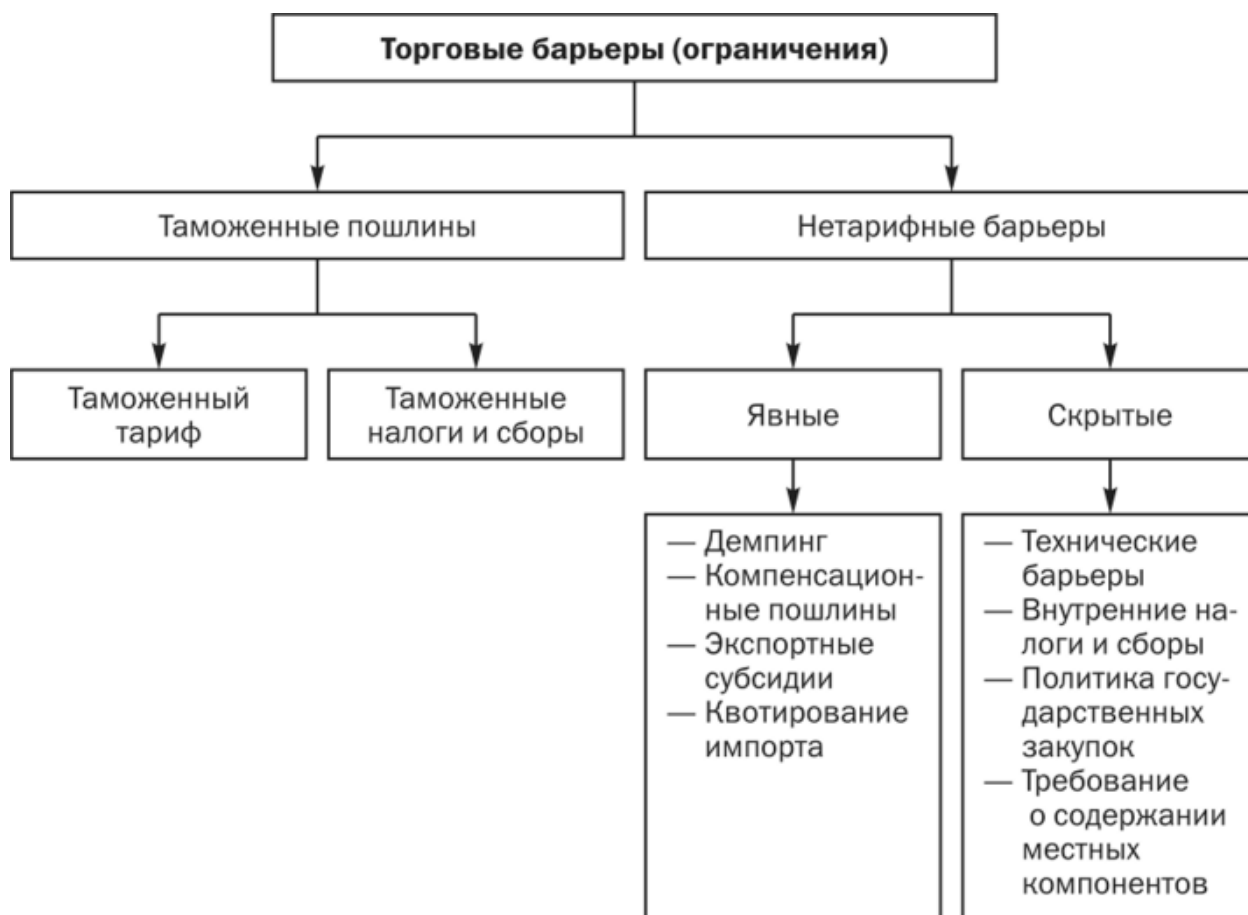 Торговые барьеры (ограничения)
Таможенные пошлины
Нетарифные барьеры
Таможенный
тариф
Таможенные
налоги и сборы
Явные
Скрытые
— Демпинг
— Компенсацион-
ные пошлины
— Экспортные
субсидии
— Квотирование
импорта
— Технические
барьеры
— Внутренние на-
логи и сборы
— Политика госу-
дарственных
закупок
— Требование
о содержании
местных
компонентов